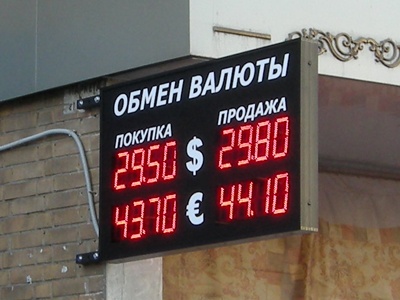 ОБМЕН ВАЛЮТЫ
ПОКУПКА ПРОДАЖА
29.50 $ 29.80
43.70 € 44.10